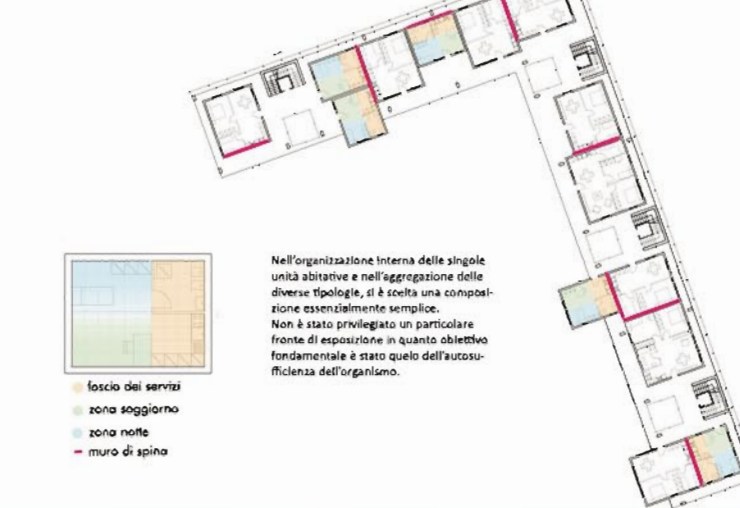 Nell'organizzazione interna delle singole
unità abitative e nell'aggregazione delle
diverse tipologie, si è scelta una composi-
zione essenzialmente semplice.
Non è stato privilegiato un particolare
fronte di esposizione in quanto obiettivo
fondamentale è stato quelo dell'autosu-
fficienza dell'organismo.
fascia dei servizi
zona soggiorno
zona notte
muro di spina